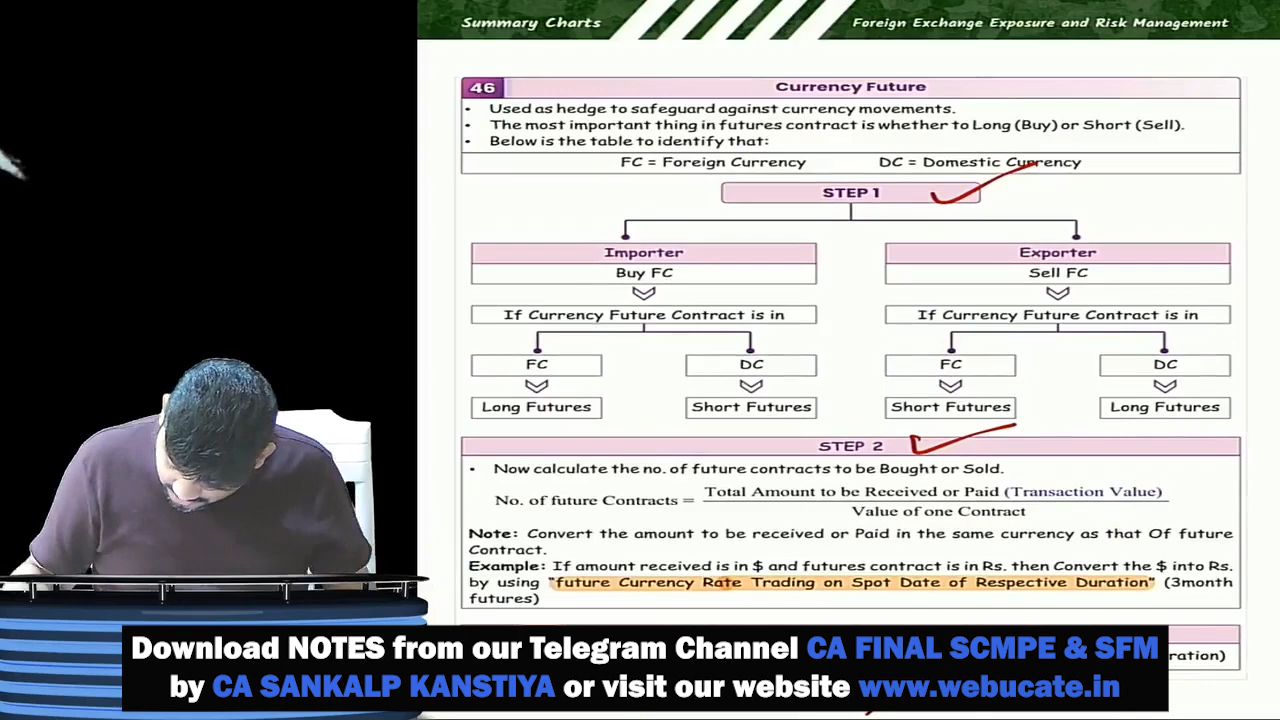 Summary Charts
Foreign Exchange Exposure and Risk Management
46
Currency Future
• Used as hedge to safeguard against currency movements.
• The most important thing in futures contract is whether to Long (Buy) or Short (Sell).
• Below is the table to identify that:
FC = Foreign Currency DC = Domestic Currency
STEP 1
Importer
Exporter
Buy FC
Sell FC
If Currency Future Contract is in
If Currency Future Contract is in
FC
DC
FC
DC
Long Futures
Short Futures
Short Futures
Long Futures
STEP 2
• Now calculate the no. of future contracts to be Bought or Sold.
No. of future Contracts = Total Amount to be Received or Paid (Transaction Value)
Value of one Contract
Note: Convert the amount to be received or Paid in the same currency as that Of future
Contract.
Example: If amount received is in $ and futures contract is in Rs. then Convert the $ into Rs.
by using "future Currency Rate Trading on Spot Date of Respective Duration" (3month
futures)
ration)
Download NOTES from our Telegram Channel CA FINAL SCMPE & SFM
by CA SANKALP KANSTIYA or visit our website www.webucate.in